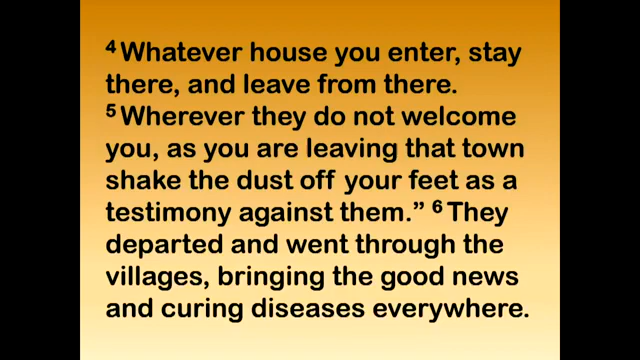 ⁴ Whatever house you enter, stay
there, and leave from there.
⁵ Wherever they do not welcome
you, as you are leaving that town
shake the dust off your feet as a
testimony against them.” ⁶ They
departed and went through the
villages, bringing the good news
and curing diseases everywhere.